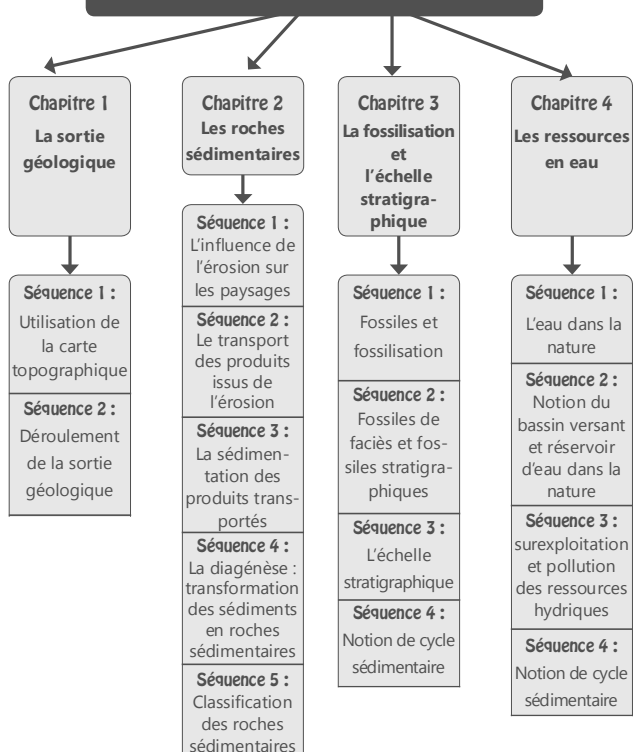 Chapitre 1
La sortie
géologique
Séquence 1 :
Utilisation de
la carte
topographique
Séquence 2 :
Déroulement
de la sortie
géologique
Chapitre 2
Les roches
sédimentaires
Séquence 1 :
L'influence de
l'érosion sur
les paysages
Séquence 2 :
Le transport
des produits
issus de
l'érosion
Séquence 3 :
La sédimen-
tation des
produits trans-
portés
Séquence 4 :
La diagénèse :
transformation
des sédiments
en roches
sédimentaires
Séquence 5 :
Classification
des roches
sédimentaires
Chapitre 3
La fossilisation
et
l'échelle
stratigra-
phique
Séquence 1 :
Fossiles et
fossilisation
Séquence 2 :
Fossiles de
faciès et fos-
siles stratigra-
phiques
Séquence 3 :
L'échelle
stratigraphique
Séquence 4 :
Notion de cycle
sédimentaire
Chapitre 4
Les ressources
en eau
Séquence 1 :
L'eau dans la
nature
Séquence 2 :
Notion du
bassin versant
et réservoir
d'eau dans la
nature
Séquence 3 :
surexploitation
et pollution
des ressources
hydriques
Séquence 4 :
Notion de cycle
sédimentaire